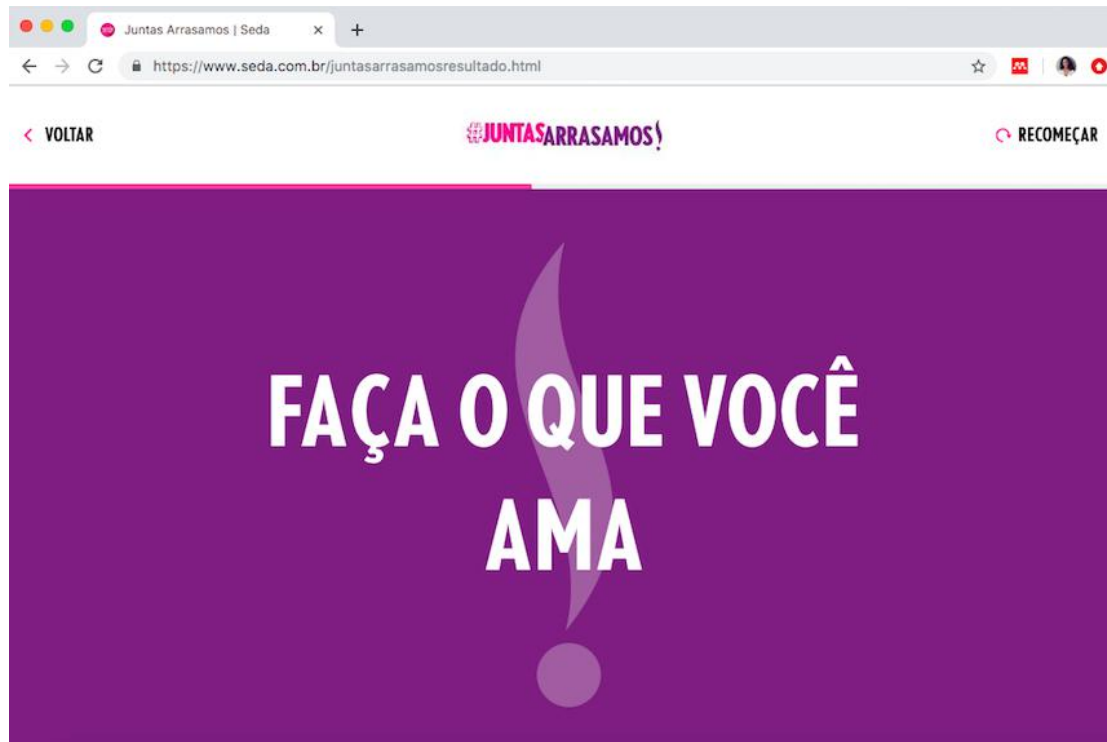 Juntas Arrasamos | Seda
https://www.seda.com.br/juntasarrasamosresultado.html
VOLTAR
#JUNTASARRASAMOS!
RECOMEÇAR
FAÇA O QUE VOCÊ
AMA